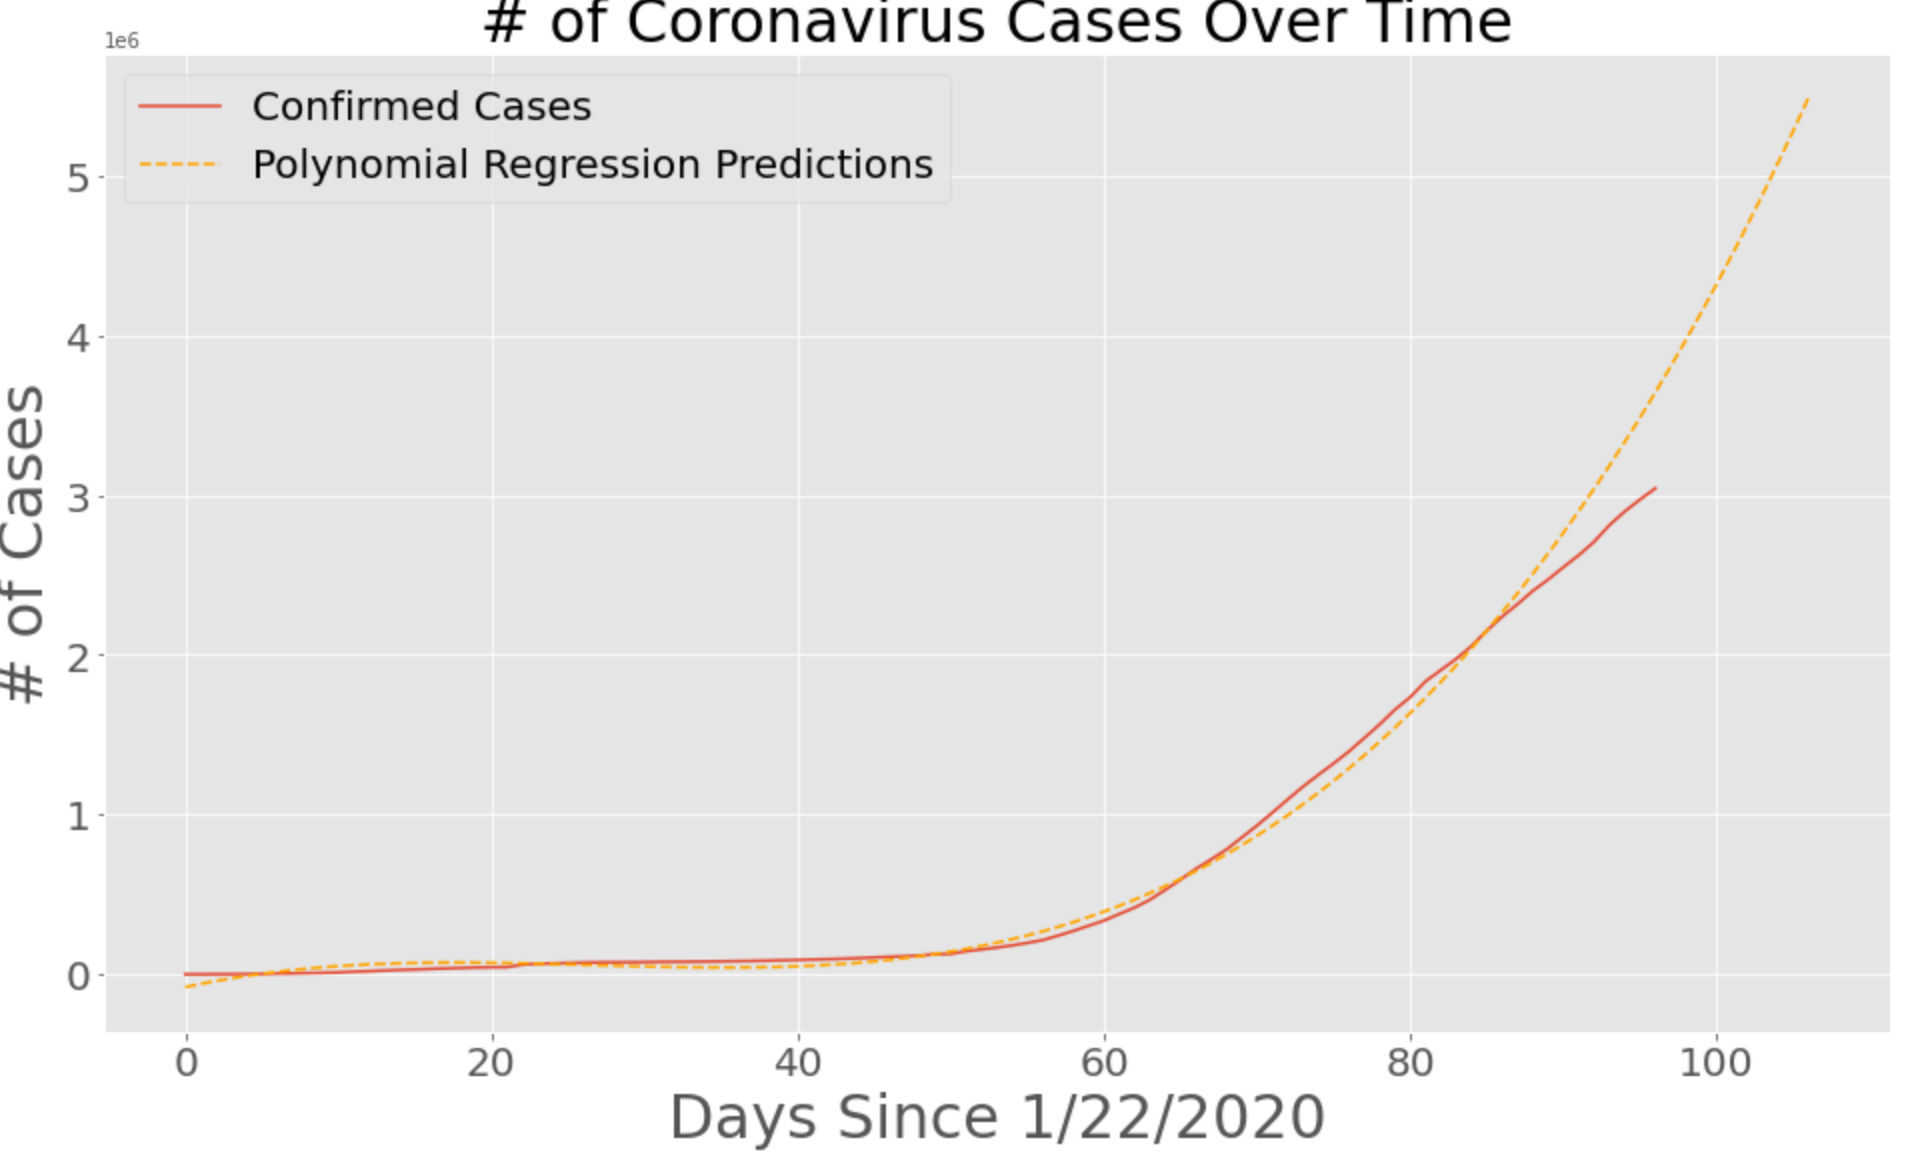 # of Coronavirus Cases Over Time
1e6
Confirmed Cases
Polynomial Regression Predictions
5
4
3
2
1
0
# of Cases
0 20 40 60 80 100
Days Since 1/22/2020